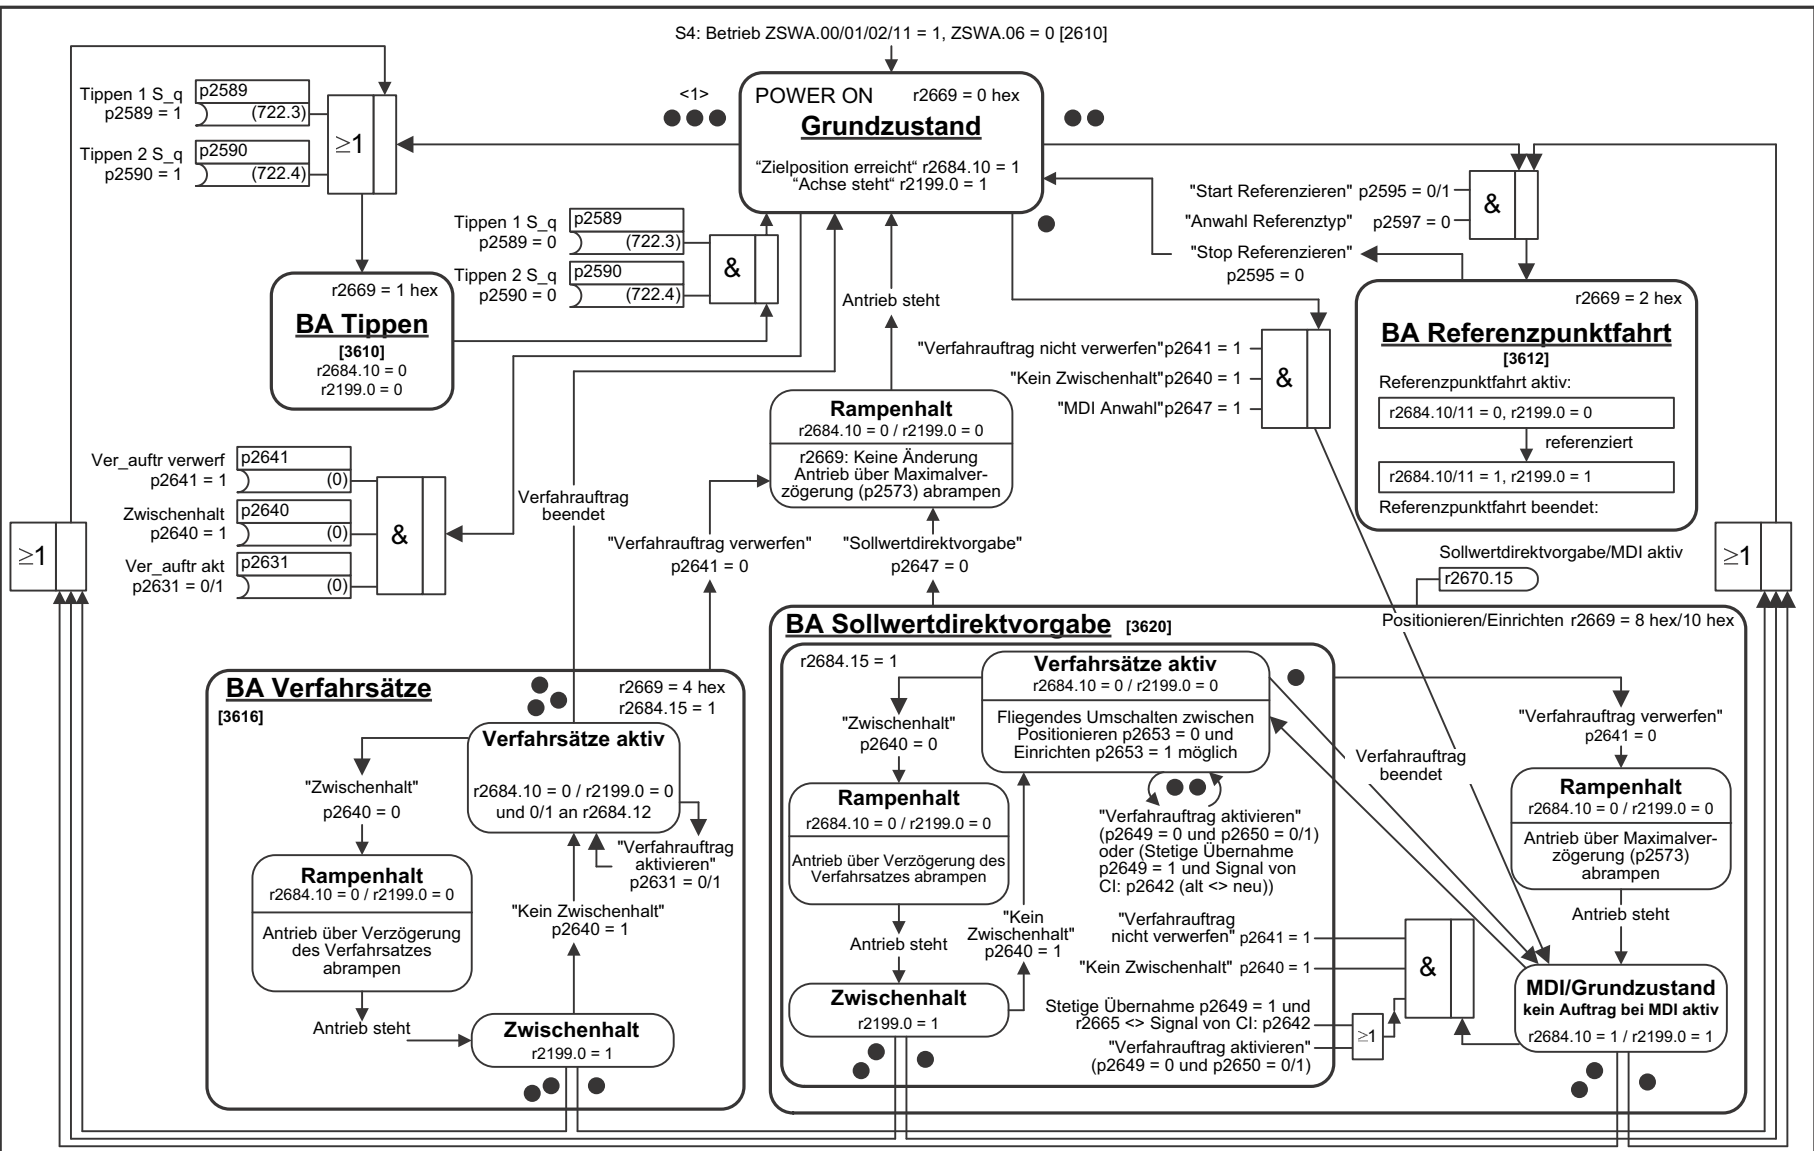 S4: Betrieb ZSWA.00/01/02/11 = 1, ZSWA.06 = 0 [2610]
<1>
POWER ON r2669 = 0 hex
Grundzustand
"Zielposition erreicht“ r2684.10 = 1
"Achse steht“ r2199.0 = 1
Tippen 1 S_q
p2589 = 1
p2589
(722.3)
Tippen 2 S_q
p2590 = 1
p2590
(722.4)
≥1
Tippen 1 S_q
p2589 = 0
p2589
(722.3)
Tippen 2 S_q
p2590 = 0
p2590
(722.4)
&
"Start Referenzieren" p2595 = 0/1
"Anwahl Referenztyp" p2597 = 0
&
"Stop Referenzieren"
p2595 = 0
r2669 = 1 hex
BA Tippen
[3610]
r2684.10 = 0
r2199.0 = 0
Antrieb steht
"Verfahrauftrag nicht verwerfen"p2641 = 1
"Kein Zwischenhalt"p2640 = 1
"MDI Anwahl"p2647 = 1
&
r2669 = 2 hex
BA Referenzpunktfahrt
[3612]
Referenzpunktfahrt aktiv:
r2684.10/11 = 0, r2199.0 = 0
referenziert
r2684.10/11 = 1, r2199.0 = 1
Referenzpunktfahrt beendet:
Rampenhalt
r2684.10 = 0 / r2199.0 = 0
r2669: Keine Änderung
Antrieb über Maximalver-
zögerung (p2573) abrampen
Ver_auftr verwerf
p2641 = 1
p2641
(0)
Zwischenhalt
p2640 = 1
p2640
(0)
Ver_auftr akt
p2631 = 0/1
p2631
(0)
&
≥1
Verfahrauftrag
beendet
"Verfahrauftrag verwerfen"
p2641 = 0
"Sollwertdirektvorgabe"
p2647 = 0
Sollwertdirektvorgabe/MDI aktiv
r2670.15
≥1
BA Verfahrsätze
[3616]
r2669 = 4 hex
r2684.15 = 1
Verfahrsätze aktiv
r2684.10 = 0 / r2199.0 = 0
und 0/1 an r2684.12
"Zwischenhalt"
p2640 = 0
"Verfahrauftrag
aktivieren"
p2631 = 0/1
Rampenhalt
r2684.10 = 0 / r2199.0 = 0
Antrieb über Verzögerung
des Verfahrsatzes
abrampen
"Kein Zwischenhalt"
p2640 = 1
Antrieb steht
Zwischenhalt
r2199.0 = 1
BA Sollwertdirektvorgabe [3620]
Positionieren/Einrichten r2669 = 8 hex/10 hex
r2684.15 = 1
Verfahrsätze aktiv
r2684.10 = 0 / r2199.0 = 0
Fliegendes Umschalten zwischen
Positionieren p2653 = 0 und
Einrichten p2653 = 1 möglich
"Zwischenhalt"
p2640 = 0
Rampenhalt
r2684.10 = 0 / r2199.0 = 0
Antrieb über Verzögerung des
Verfahrsatzes abrampen
Antrieb steht
Zwischenhalt
r2199.0 = 1
"Kein
Zwischenhalt"
p2640 = 1
"Verfahrauftrag aktivieren"
(p2649 = 0 und p2650 = 0/1)
oder (Stetige Übernahme
p2649 = 1 und Signal von
CI: p2642 (alt <> neu))
"Verfahrauftrag
nicht verwerfen" p2641 = 1
"Kein Zwischenhalt" p2640 = 1
Stetige Übernahme p2649 = 1 und
r2665 <> Signal von CI: p2642
"Verfahrauftrag aktivieren"
(p2649 = 0 und p2650 = 0/1)
≥1
&
Verfahrauftrag
beendet
"Verfahrauftrag verwerfen"
p2641 = 0
Rampenhalt
r2684.10 = 0 / r2199.0 = 0
Antrieb über Maximalver-
zögerung (p2573)
abrampen
Antrieb steht
MDI/Grundzustand
kein Auftrag bei MDI aktiv
r2684.10 = 1 / r2199.0 = 1